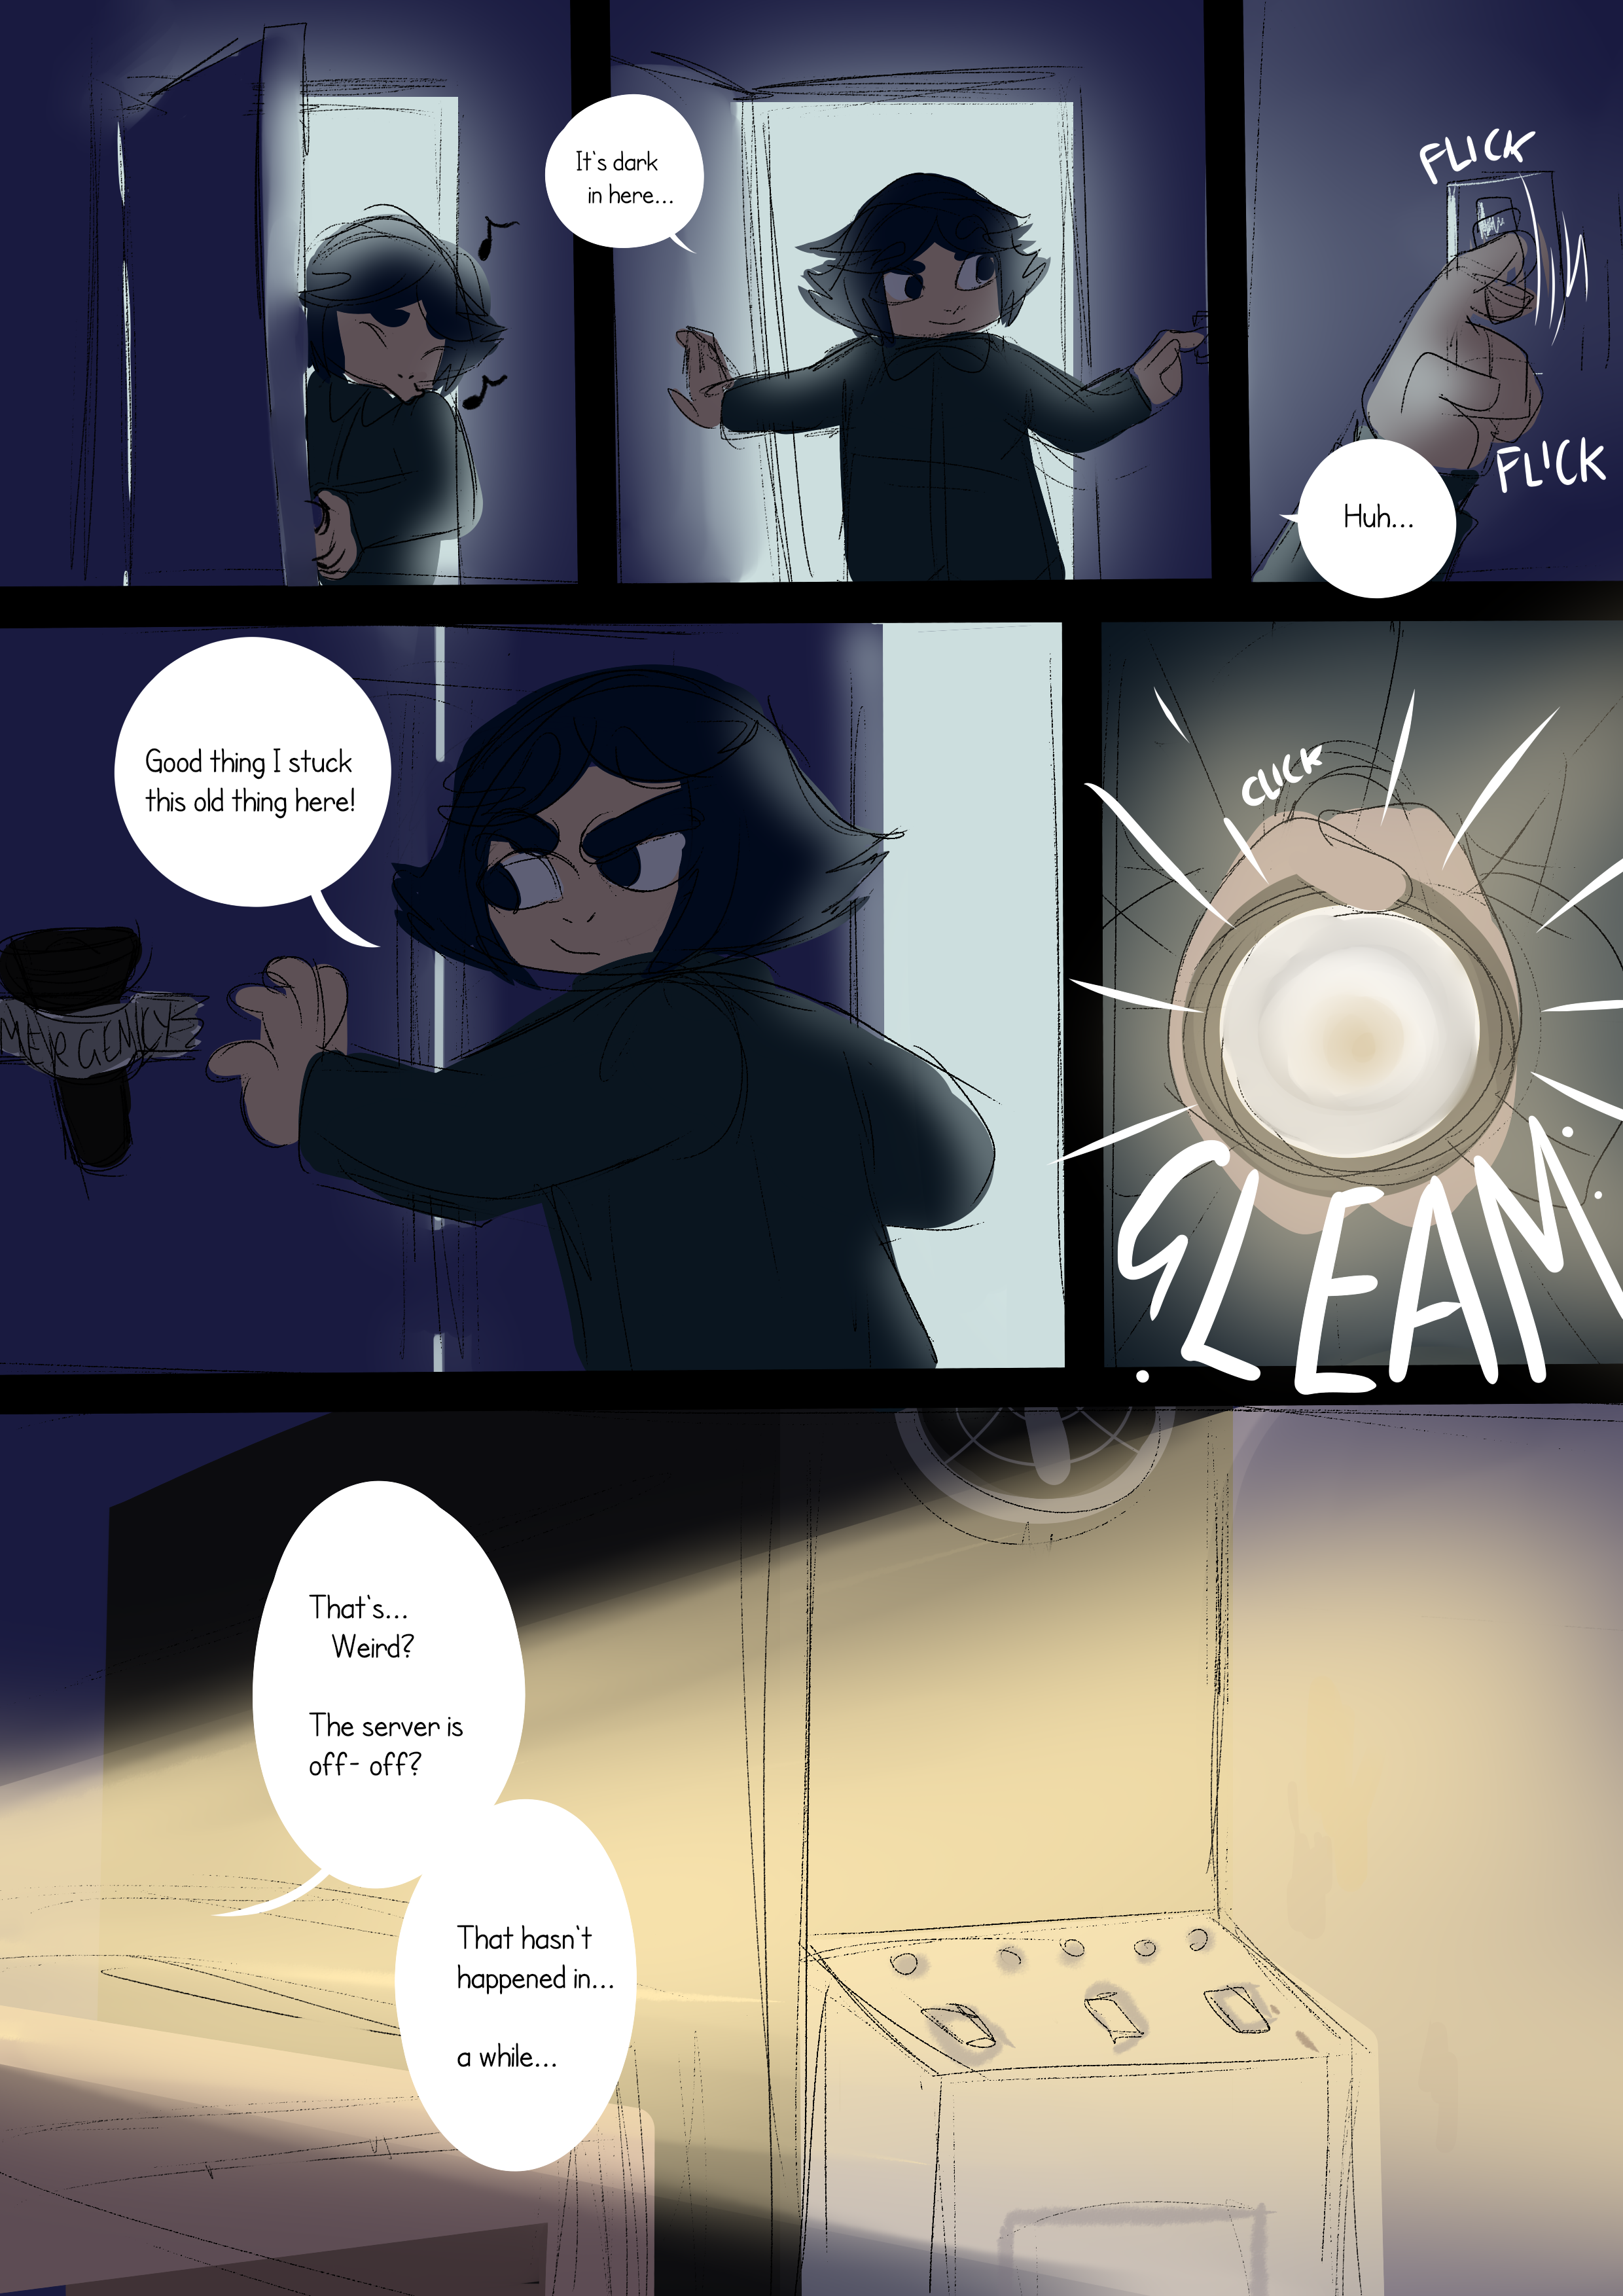 It's dark
in here...
FLICK
FLICK
Huh...
Good thing I stuck
this old thing here!
MERGENCY
CLICK
GLEAM
That's...
Weird?
The server is
off- off?
That hasn't
happened in...
a while...